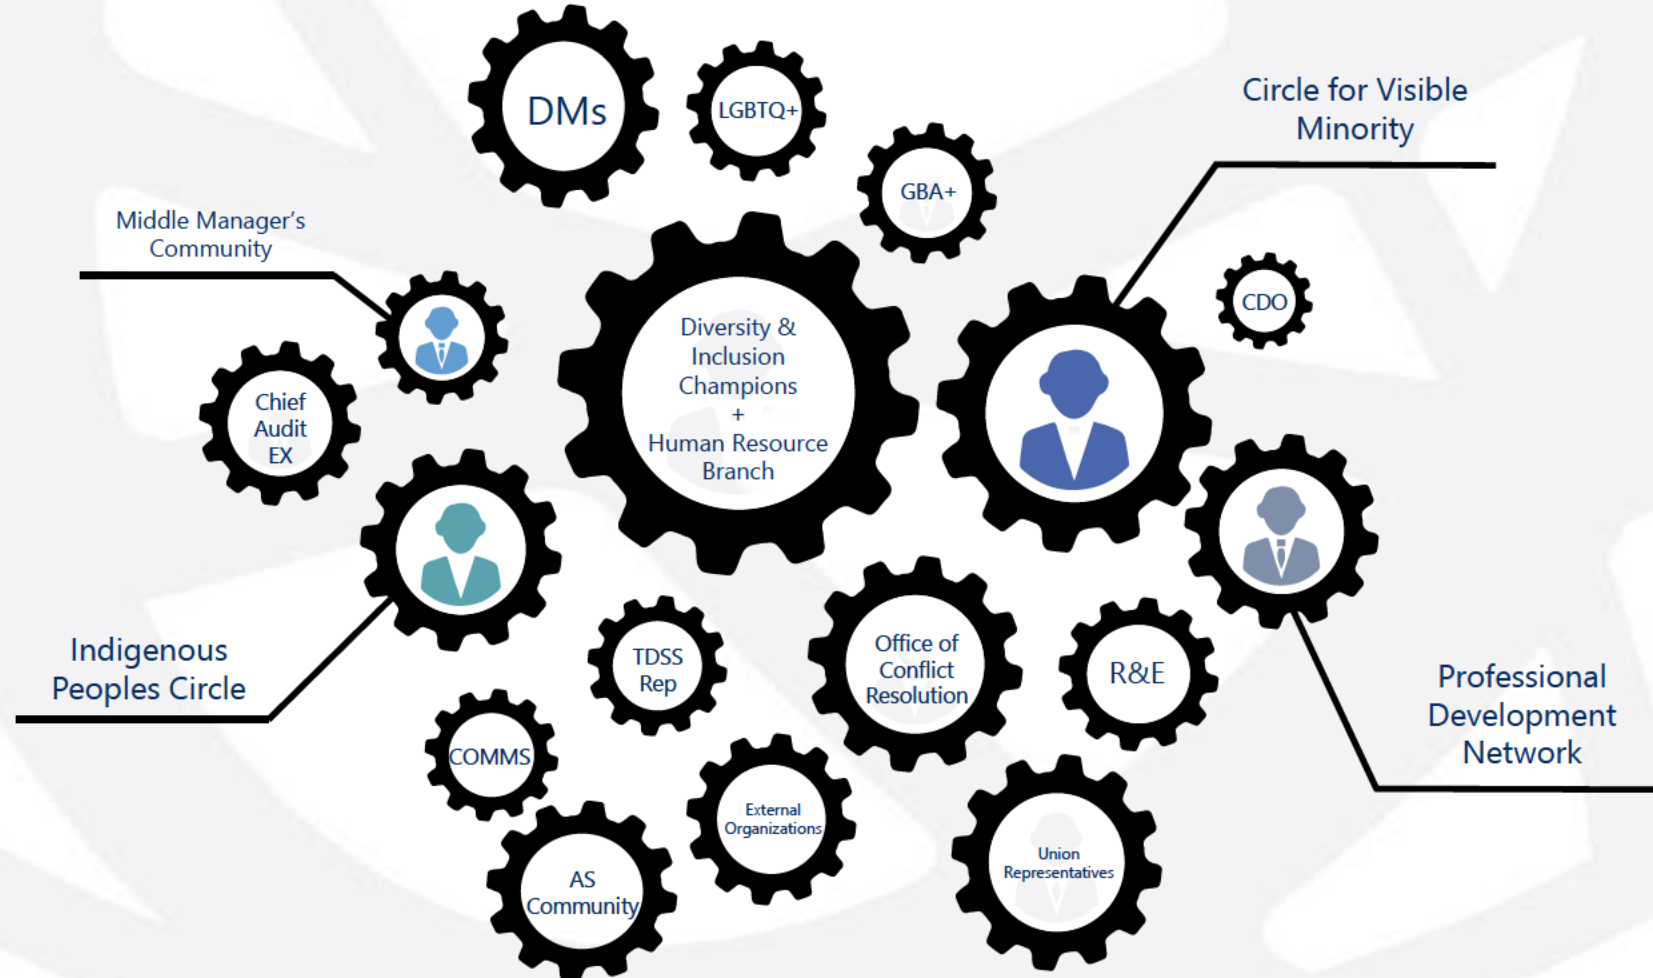 DMs
LGBTQ+
Circle for Visible
Minority
GBA+
Middle Manager's
Community
CDO
Diversity &
Inclusion
Champions
+
Human Resource
Branch
Chief
Audit
EX
Indigenous
Peoples Circle
TDSS
Rep
Office of
Conflict
Resolution
R&E
Professional
Development
Network
COMMS
External
Organizations
AS
Community
Union
Representatives